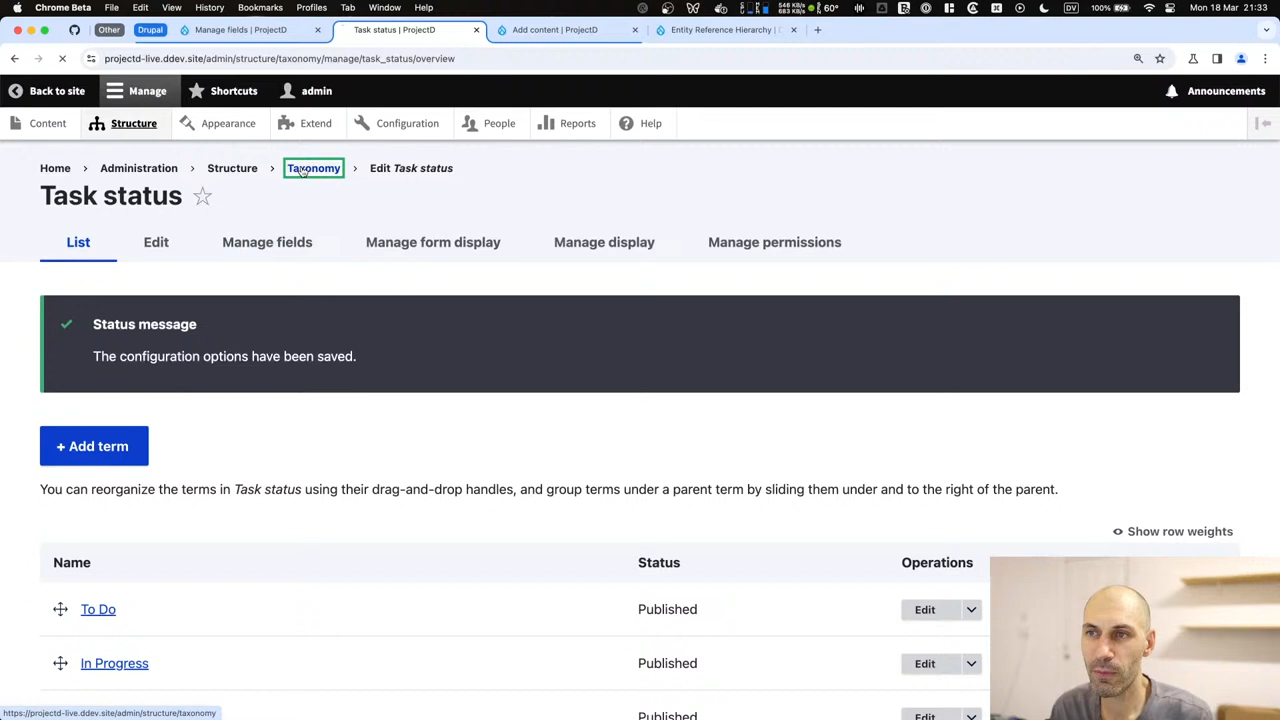 Chrome Beta File Edit View History Bookmarks Profiles Tab Window Help
60° DV 100% Mon 18 Mar 21:33
Other Drupal Manage fields | ProjectD Task status | ProjectD Add content | ProjectD Entity Reference Hierarchy |
projectd-live.ddev.site/admin/structure/taxonomy/manage/task_status/overview
Back to site Manage Shortcuts admin Announcements
Content Structure Appearance Extend Configuration People Reports Help
Home Administration Structure Taxonomy Edit Task status
Task status
List Edit Manage fields Manage form display Manage display Manage permissions
Status message
The configuration options have been saved.
+ Add term
You can reorganize the terms in Task status using their drag-and-drop handles, and group terms under a parent term by sliding them under and to the right of the parent.
Show row weights
Name Status Operations
To Do Published Edit
In Progress Published Edit
Published Edit
https://projectd-live.ddev.site/admin/structure/taxonomy